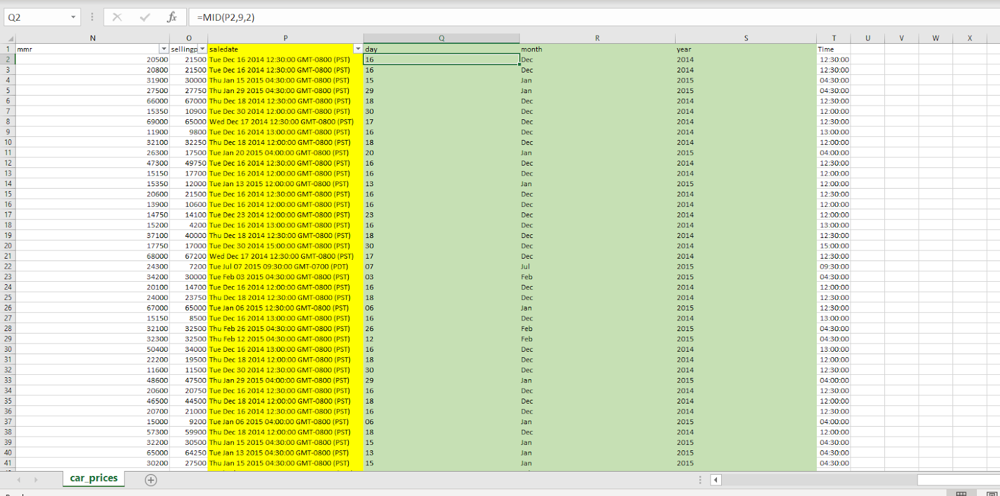 Q2 fx =MID(P2,9,2)
N O P Q R S T U V W X
1 mmr sellingp saledate day month year Time
2 20500 21500 Tue Dec 16 2014 12:30:00 GMT-0800 (PST) 16 Dec 2014 12:30:00
3 20800 21500 Tue Dec 16 2014 12:30:00 GMT-0800 (PST) 16 Dec 2014 12:30:00
4 31900 30000 Thu Jan 15 2015 04:30:00 GMT-0800 (PST) 15 Jan 2015 04:30:00
5 27500 27750 Thu Jan 29 2015 04:30:00 GMT-0800 (PST) 29 Jan 2015 04:30:00
6 66000 67000 Thu Dec 18 2014 12:30:00 GMT-0800 (PST) 18 Dec 2014 12:30:00
7 15350 10900 Tue Dec 30 2014 12:00:00 GMT-0800 (PST) 30 Dec 2014 12:00:00
8 69000 65000 Wed Dec 17 2014 12:30:00 GMT-0800 (PST) 17 Dec 2014 12:30:00
9 11900 9800 Tue Dec 16 2014 13:00:00 GMT-0800 (PST) 16 Dec 2014 13:00:00
10 32100 32250 Thu Dec 18 2014 12:00:00 GMT-0800 (PST) 18 Dec 2014 12:00:00
11 26300 17500 Tue Jan 20 2015 04:00:00 GMT-0800 (PST) 20 Jan 2015 04:00:00
12 47300 49750 Tue Dec 16 2014 12:30:00 GMT-0800 (PST) 16 Dec 2014 12:30:00
13 15150 17700 Tue Dec 16 2014 12:00:00 GMT-0800 (PST) 16 Dec 2014 12:00:00
14 15350 12000 Tue Jan 13 2015 12:00:00 GMT-0800 (PST) 13 Jan 2015 12:00:00
15 20600 21500 Tue Dec 16 2014 12:30:00 GMT-0800 (PST) 16 Dec 2014 12:30:00
16 13900 10600 Tue Dec 16 2014 12:00:00 GMT-0800 (PST) 16 Dec 2014 12:00:00
17 14750 14100 Tue Dec 23 2014 12:00:00 GMT-0800 (PST) 23 Dec 2014 12:00:00
18 15200 4200 Tue Dec 16 2014 13:00:00 GMT-0800 (PST) 16 Dec 2014 13:00:00
19 37100 40000 Thu Dec 18 2014 12:30:00 GMT-0800 (PST) 18 Dec 2014 12:30:00
20 17750 17000 Tue Dec 30 2014 15:00:00 GMT-0800 (PST) 30 Dec 2014 15:00:00
21 68000 67200 Wed Dec 17 2014 12:30:00 GMT-0800 (PST) 17 Dec 2014 12:30:00
22 24300 7200 Tue Jul 07 2015 09:30:00 GMT-0700 (PDT) 07 Jul 2015 09:30:00
23 34200 30000 Tue Feb 03 2015 04:30:00 GMT-0800 (PST) 03 Feb 2015 04:30:00
24 20100 14700 Tue Dec 16 2014 12:00:00 GMT-0800 (PST) 16 Dec 2014 12:00:00
25 24000 23750 Thu Dec 18 2014 12:30:00 GMT-0800 (PST) 18 Dec 2014 12:30:00
26 67000 65000 Tue Jan 06 2015 12:30:00 GMT-0800 (PST) 06 Jan 2015 12:30:00
27 15150 8500 Tue Dec 16 2014 13:00:00 GMT-0800 (PST) 16 Dec 2014 13:00:00
28 32100 32500 Thu Feb 26 2015 04:30:00 GMT-0800 (PST) 26 Feb 2015 04:30:00
29 32300 32500 Thu Feb 12 2015 04:30:00 GMT-0800 (PST) 12 Feb 2015 04:30:00
30 50400 34000 Tue Dec 16 2014 13:00:00 GMT-0800 (PST) 16 Dec 2014 13:00:00
31 22200 19500 Thu Dec 18 2014 12:00:00 GMT-0800 (PST) 18 Dec 2014 12:00:00
32 11600 11500 Tue Dec 30 2014 12:30:00 GMT-0800 (PST) 30 Dec 2014 12:30:00
33 48600 47500 Thu Jan 29 2015 04:00:00 GMT-0800 (PST) 29 Jan 2015 04:00:00
34 20600 20750 Tue Dec 16 2014 12:30:00 GMT-0800 (PST) 16 Dec 2014 12:30:00
35 46500 44500 Thu Dec 18 2014 12:00:00 GMT-0800 (PST) 18 Dec 2014 12:00:00
36 20700 21000 Tue Dec 16 2014 12:30:00 GMT-0800 (PST) 16 Dec 2014 12:30:00
37 15000 9200 Tue Jan 06 2015 04:00:00 GMT-0800 (PST) 06 Jan 2015 04:00:00
38 57300 59900 Thu Dec 18 2014 12:00:00 GMT-0800 (PST) 18 Dec 2014 12:00:00
39 32200 30500 Thu Jan 15 2015 04:30:00 GMT-0800 (PST) 15 Jan 2015 04:30:00
40 65000 64250 Tue Jan 13 2015 04:30:00 GMT-0800 (PST) 13 Jan 2015 04:30:00
41 30200 27500 Thu Jan 15 2015 04:30:00 GMT-0800 (PST) 15 Jan 2015 04:30:00
car_prices